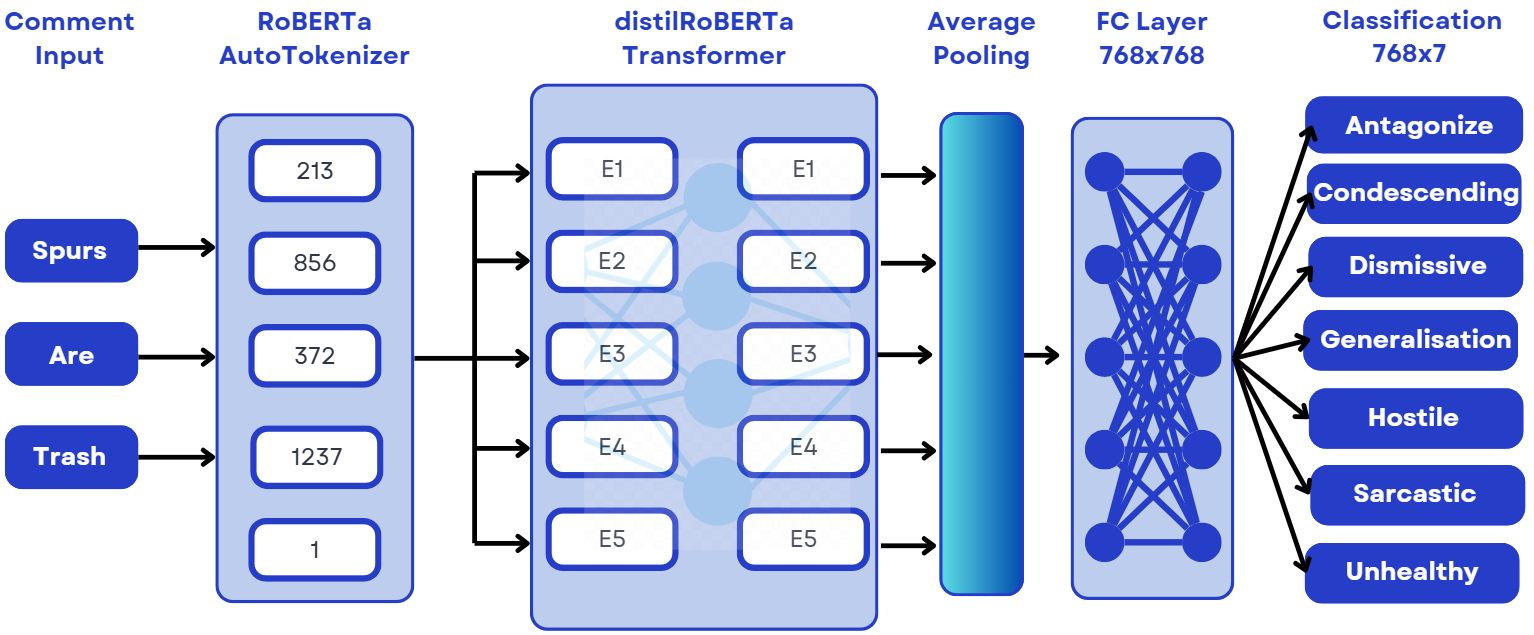 Comment
Input
RoBERTa
AutoTokenizer
distilRoBERTa
Transformer
Average
Pooling
FC Layer
768x768
Classification
768x7
Spurs
Are
Trash
213
856
372
1237
1
E1
E2
E3
E4
E5
E1
E2
E3
E4
E5
Antagonize
Condescending
Dismissive
Generalisation
Hostile
Sarcastic
Unhealthy